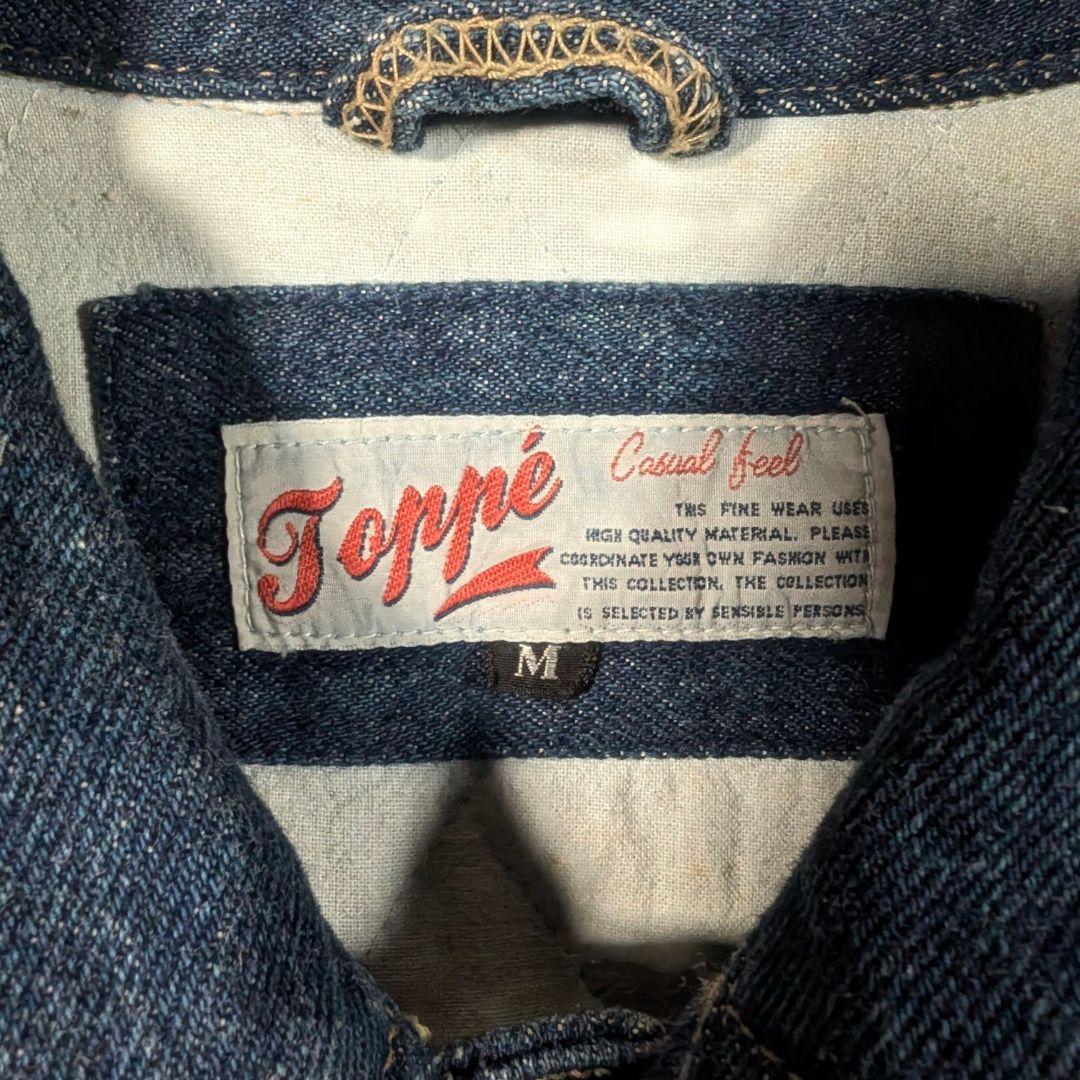 Toppé
Casual feel
THIS FINE WEAR USES
HIGH QUALITY MATERIAL. PLEASE
COORDINATE YOUR OWN FASHION WITH
THIS COLLECTION. THE COLLECTION
IS SELECTED BY SENSIBLE PERSONS
M